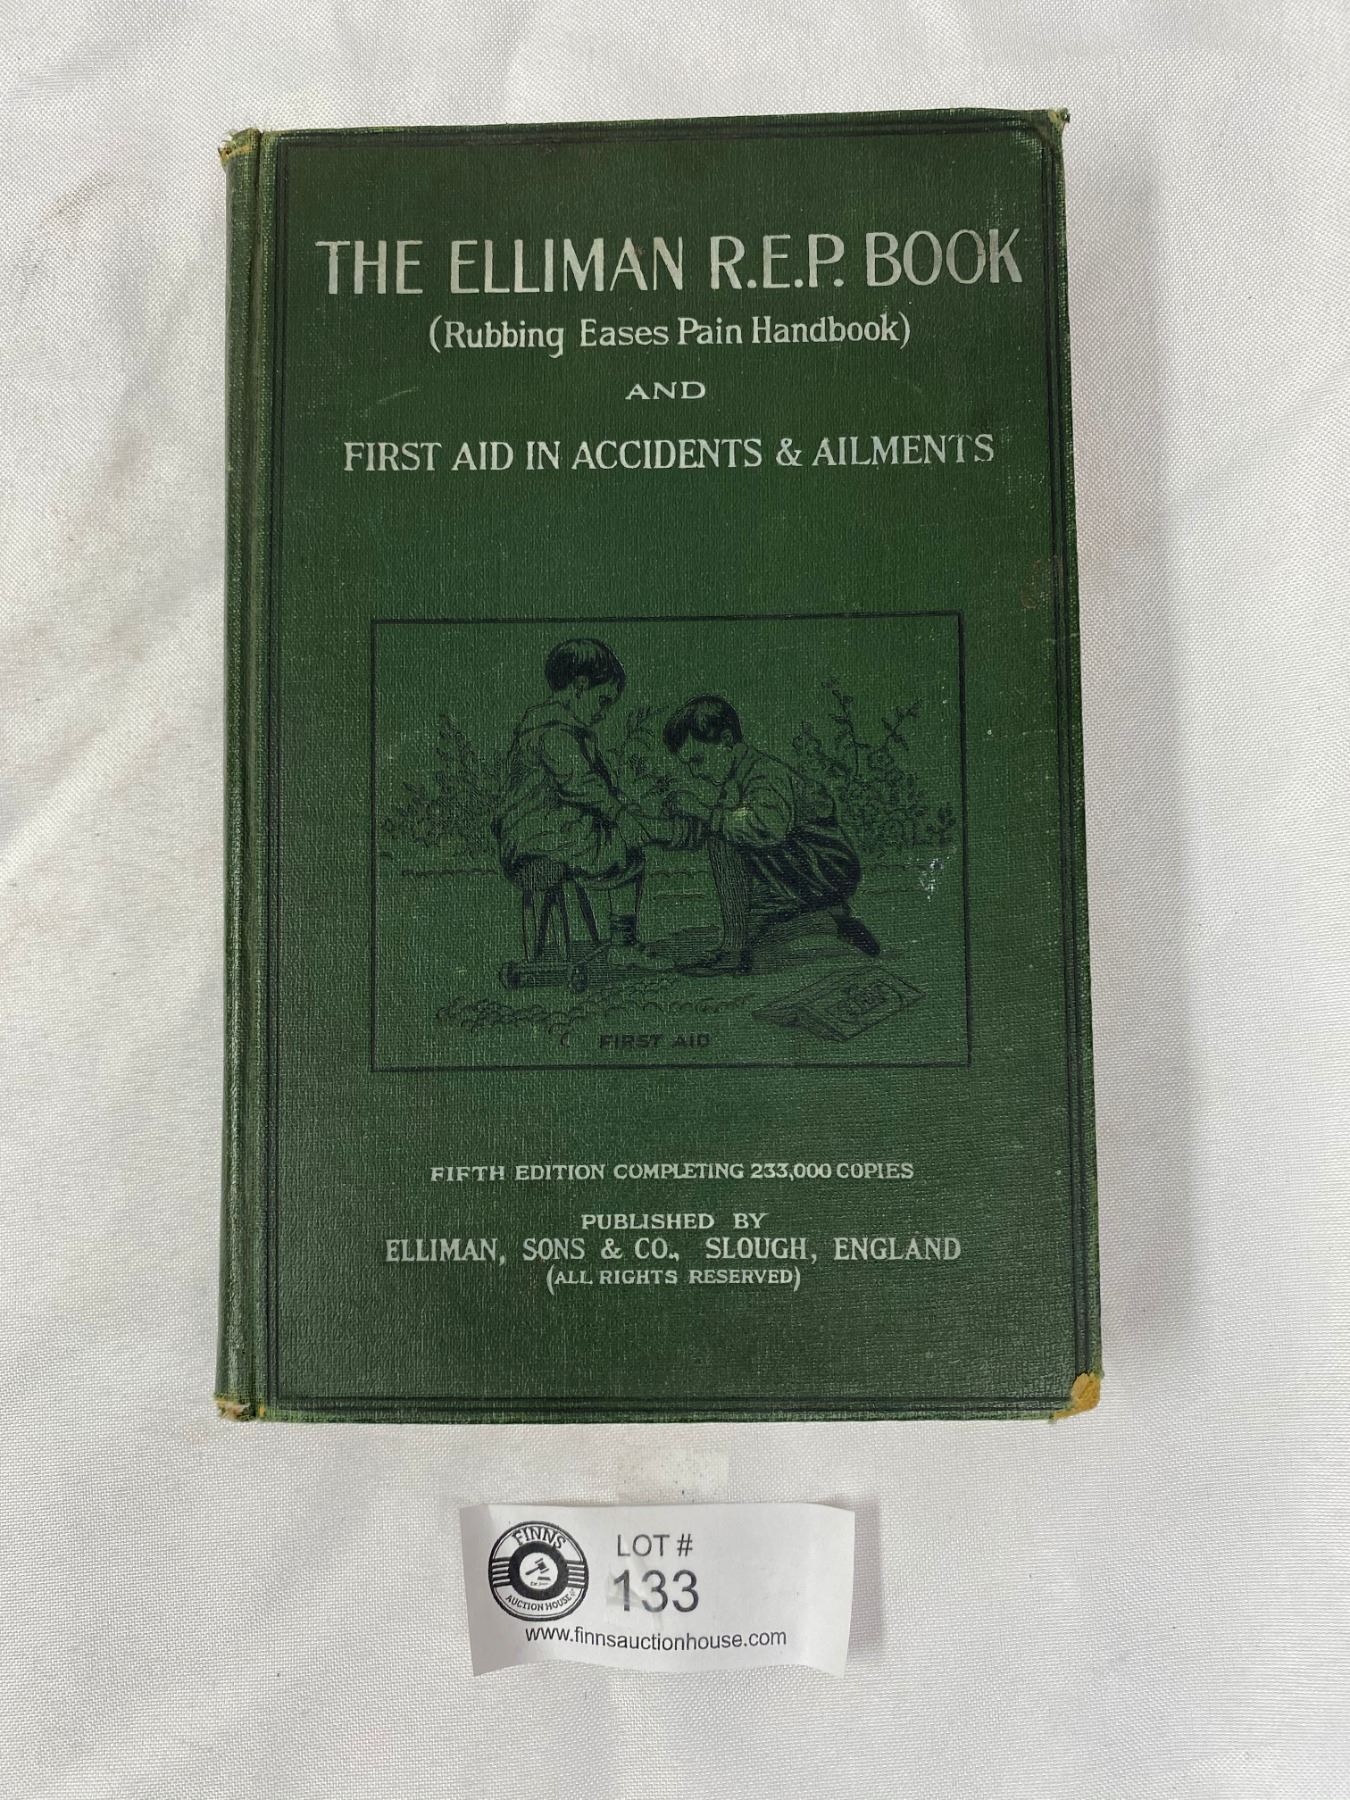 THE ELLIMAN R.E.P. BOOK
(Rubbing Eases Pain Handbook)
AND
FIRST AID IN ACCIDENTS & AILMENTS
FIRST AID
FIFTH EDITION COMPLETING 233,000 COPIES
PUBLISHED BY
ELLIMAN, SONS & CO., SLOUGH, ENGLAND
(ALL RIGHTS RESERVED)
FINNS
AUCTION HOUSE
LOT #
133
www.finnsauctionhouse.com